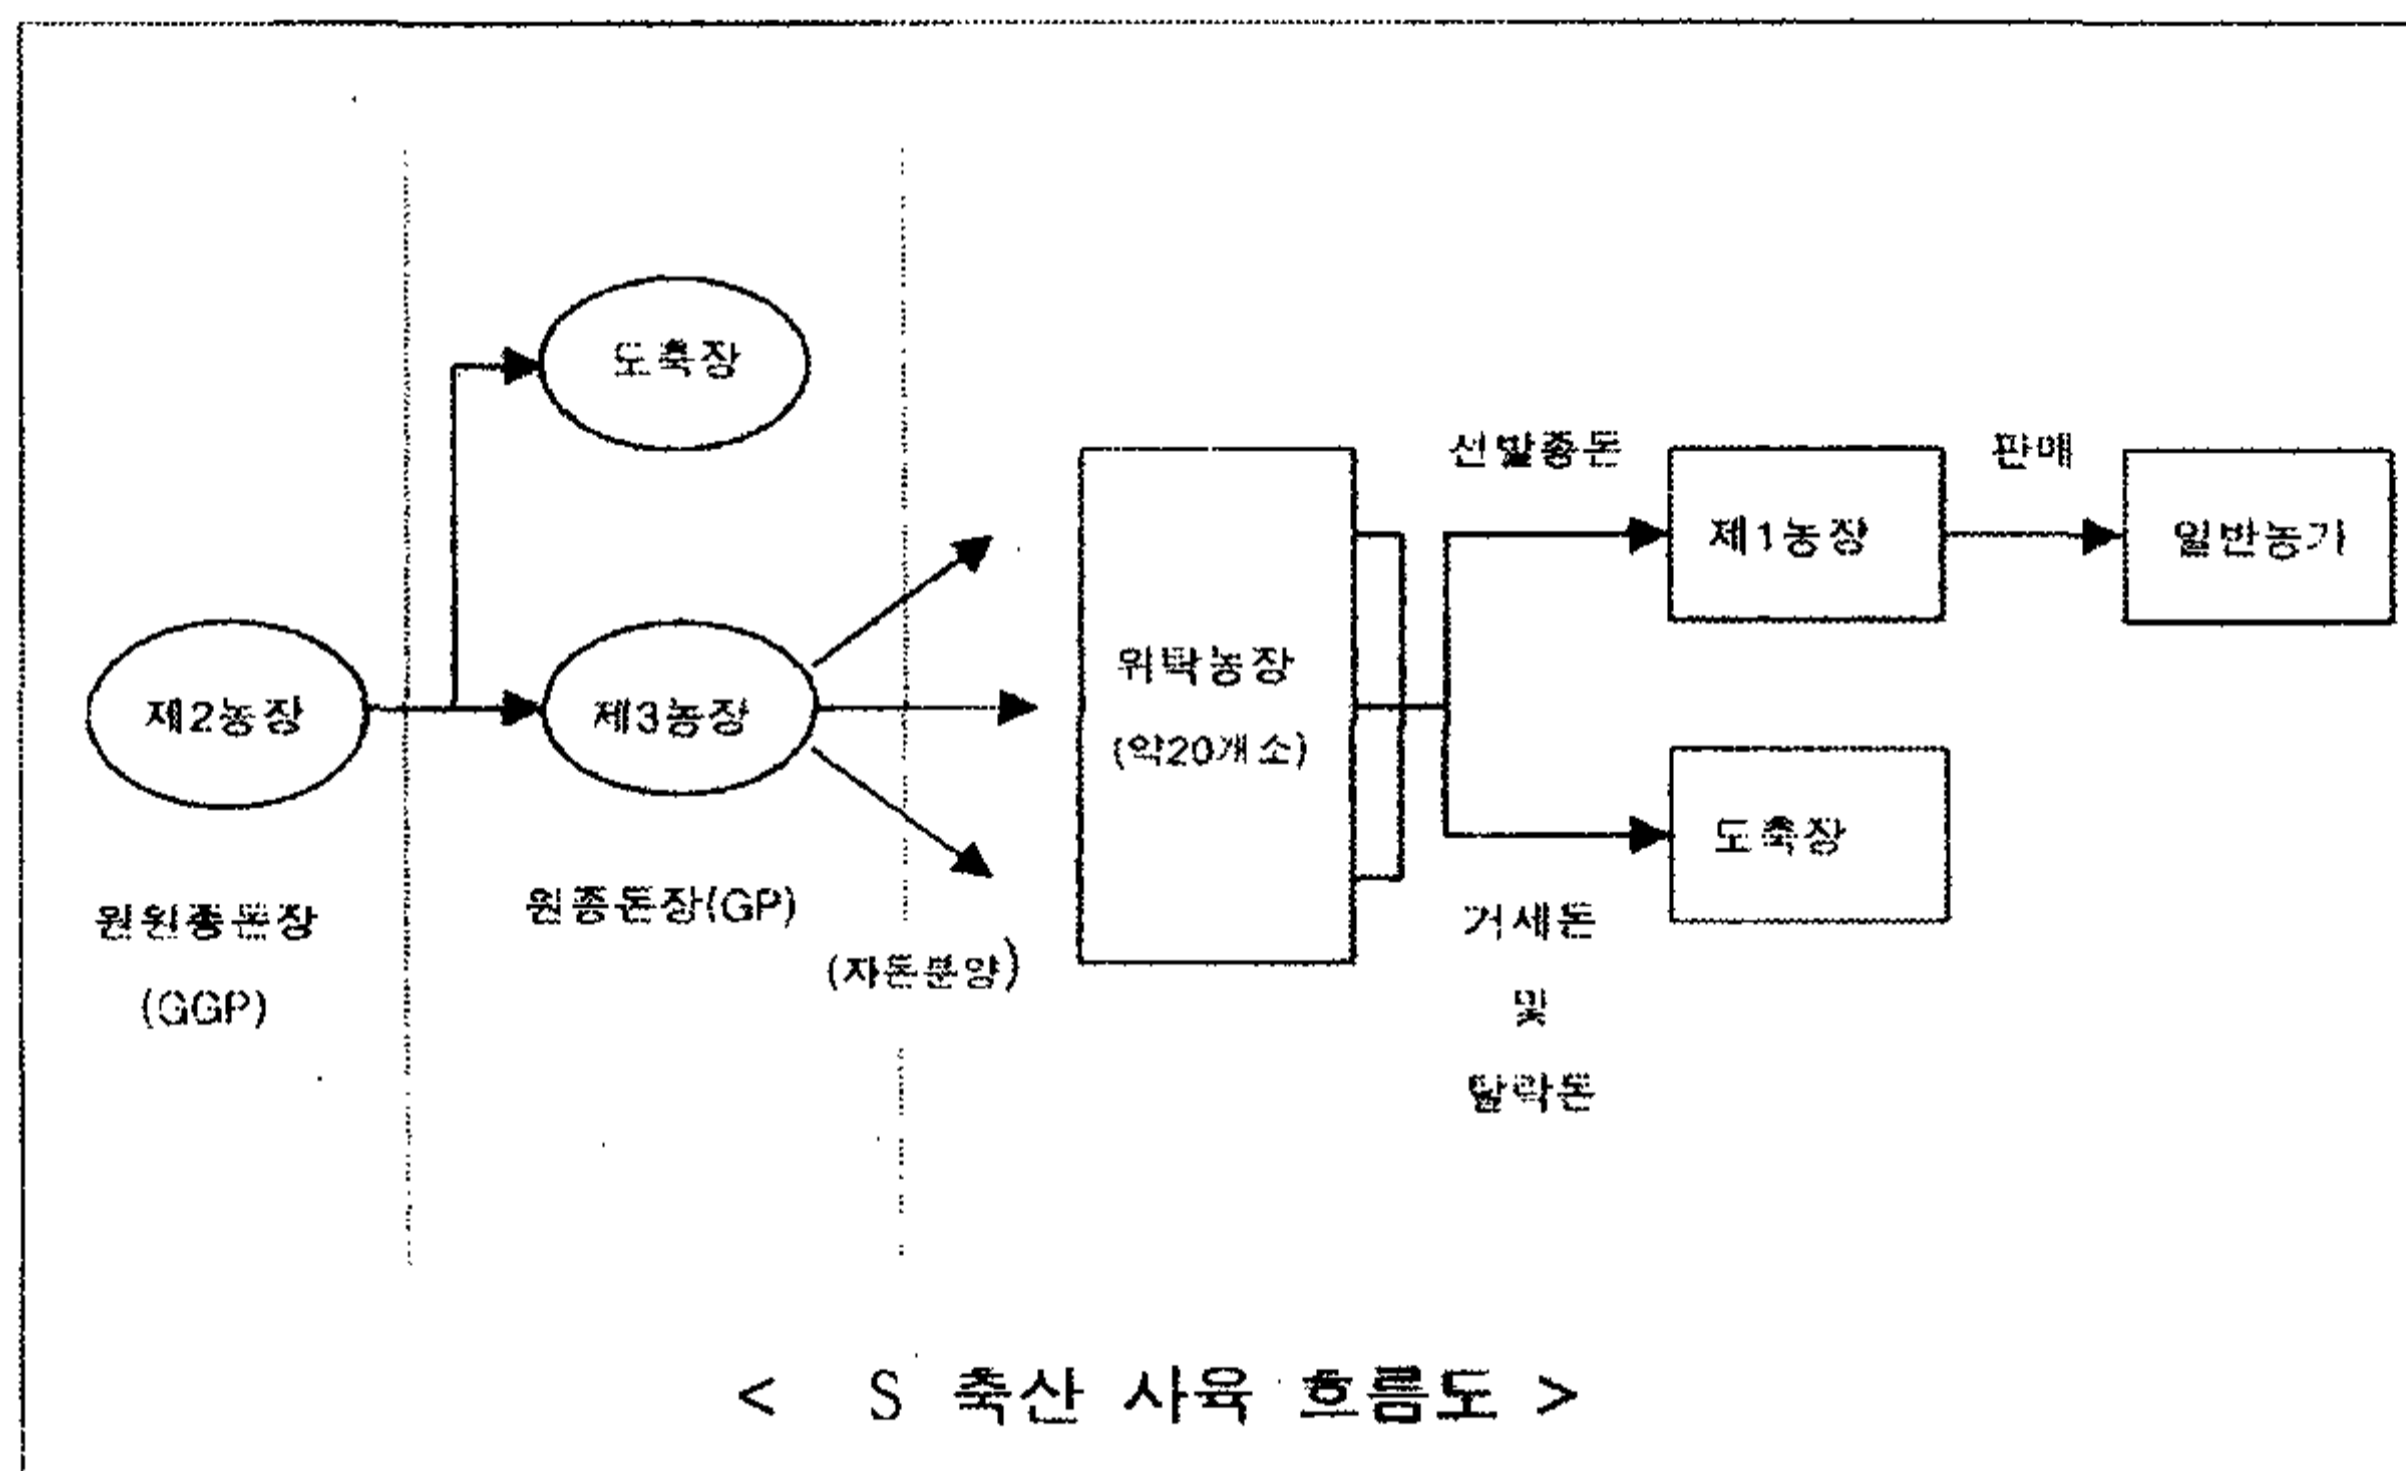 도축장
제2농장
원원종돈장
(GGP)
제3농장
원종돈장(GP)
(자돈분양)
위탁농장
(약20개소)
선발종돈
제1농장
판매
일반농가
도축장
거세돈
및
탈락돈
< S 축산 사육 흐름도 >